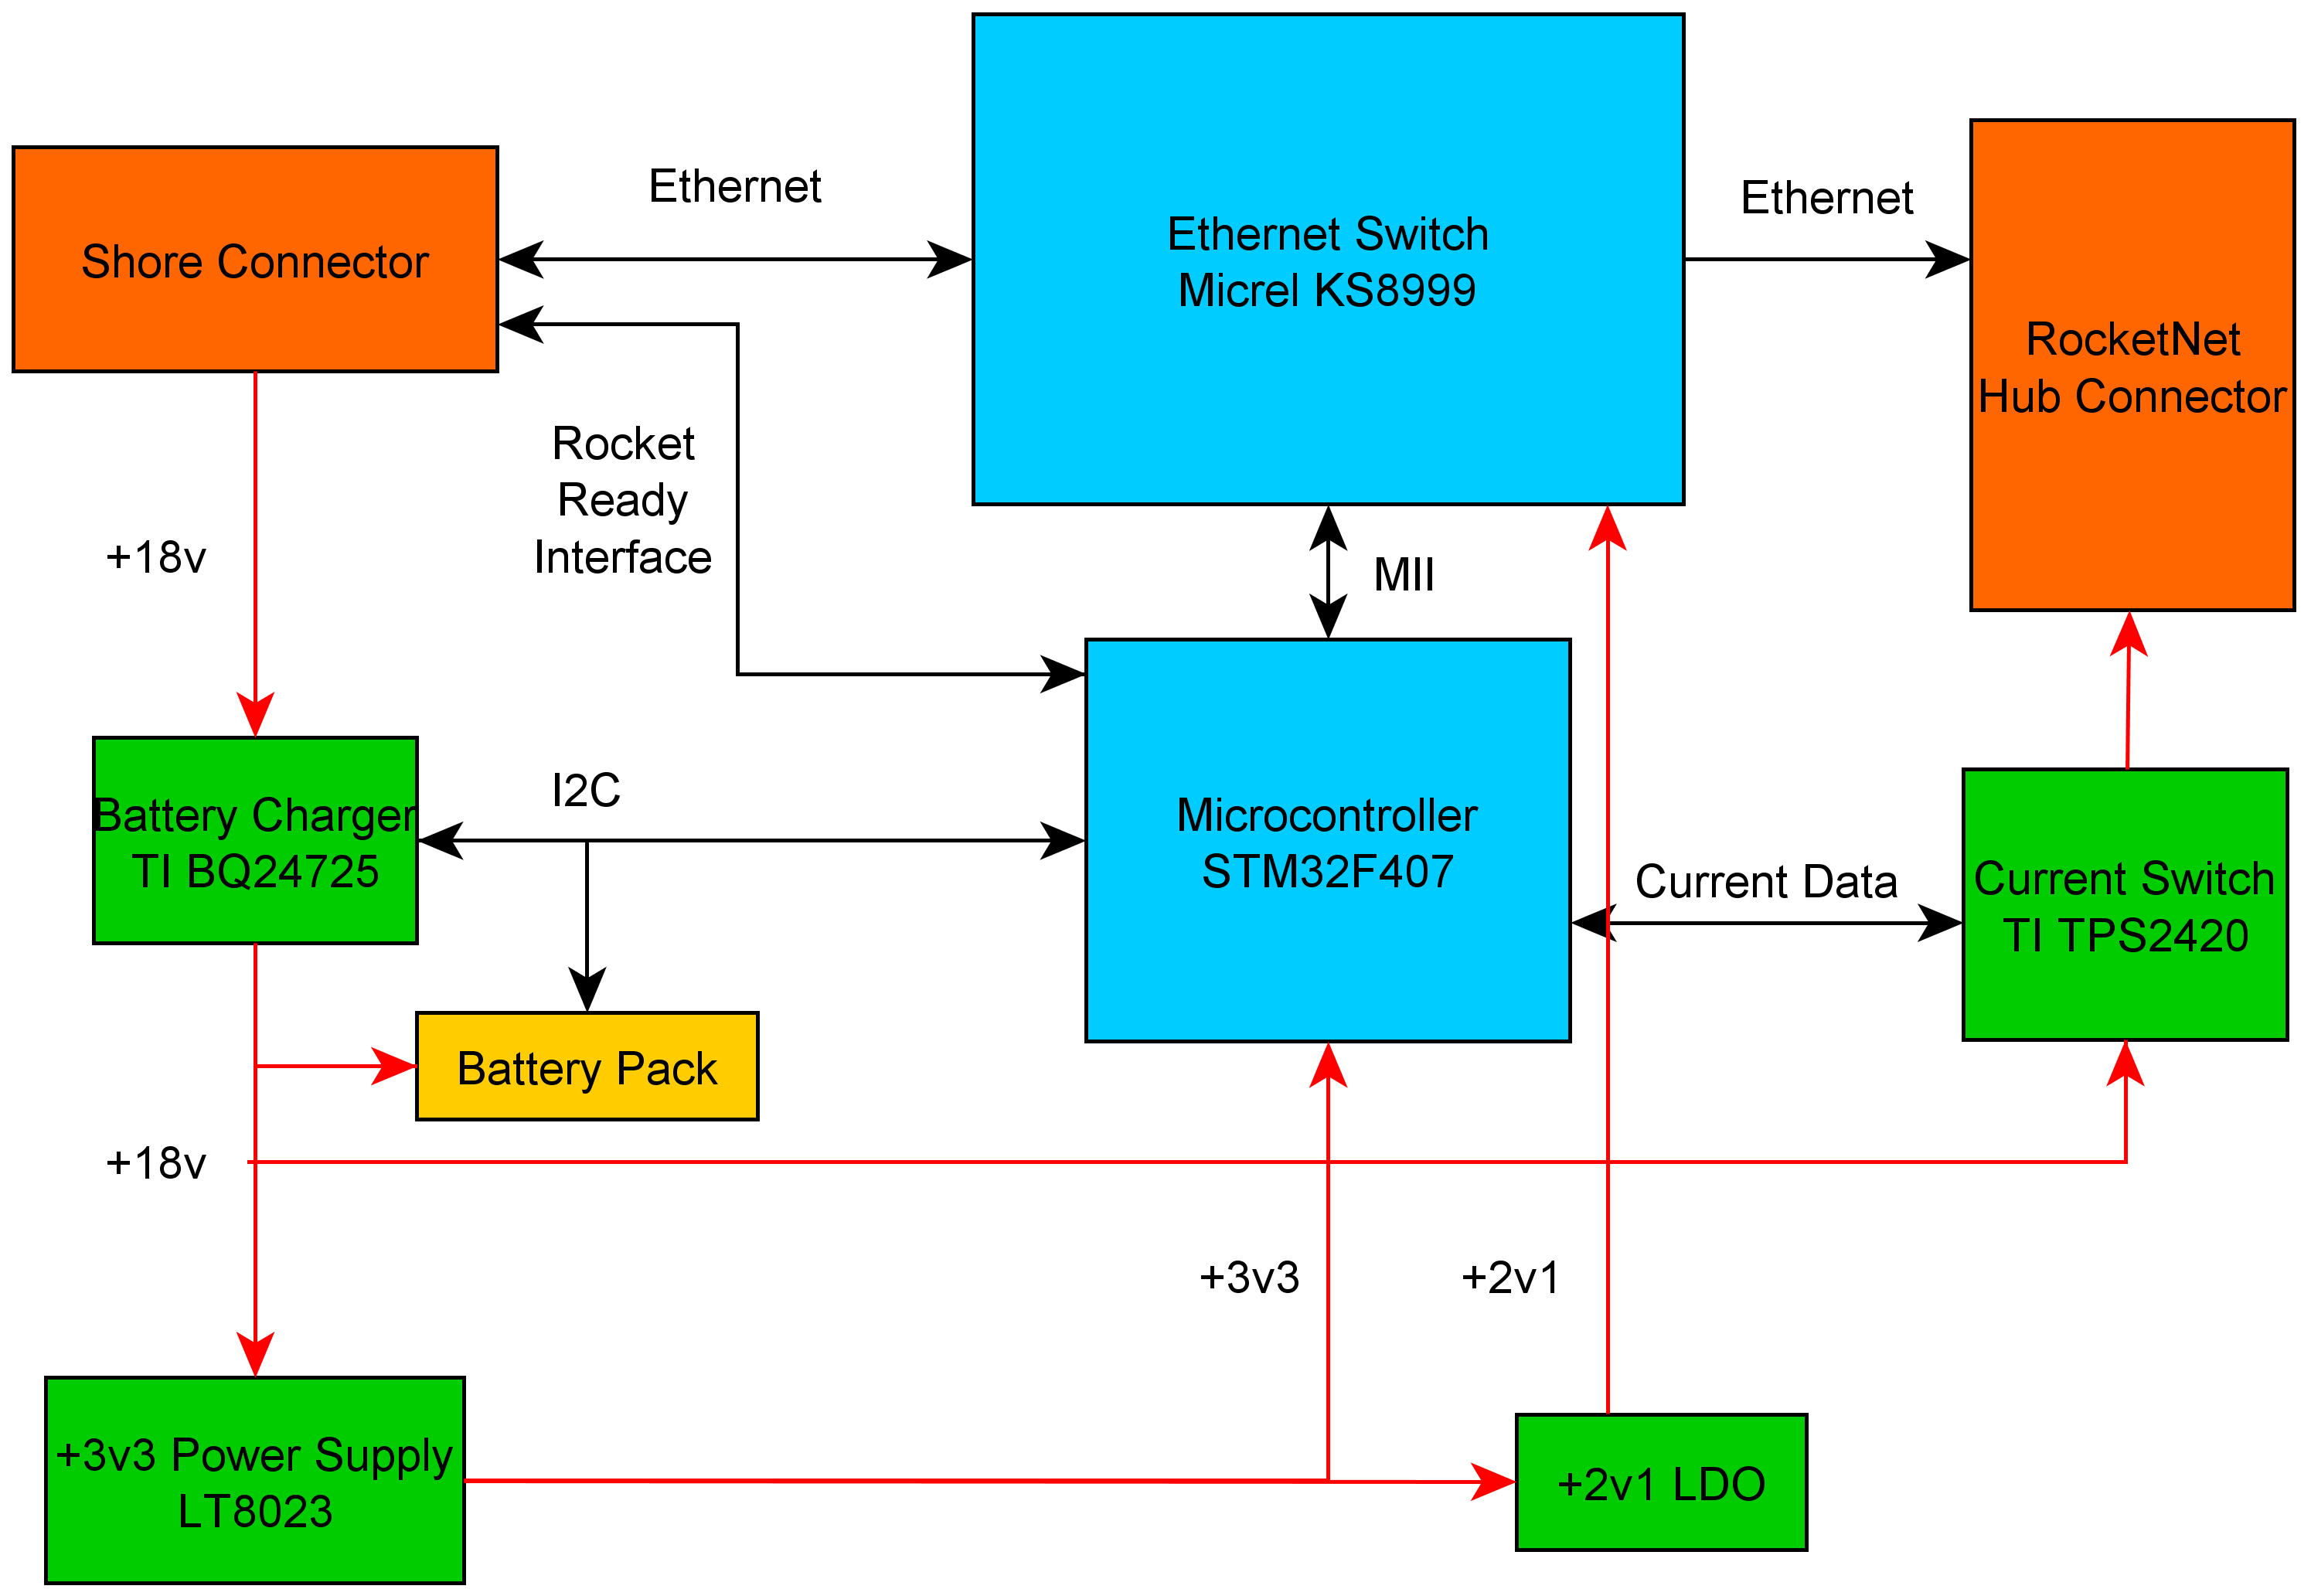 Ethernet
Ethernet
Shore Connector
Ethernet Switch
Micrel KS8999
RocketNet
Hub Connector
Rocket
Ready
Interface
+18v
MII
I2C
Battery Charger
TI BQ24725
Microcontroller
STM32F407
Current Data
Current Switch
TI TPS2420
Battery Pack
+18v
+3v3
+2v1
+3v3 Power Supply
LT8023
+2v1 LDO